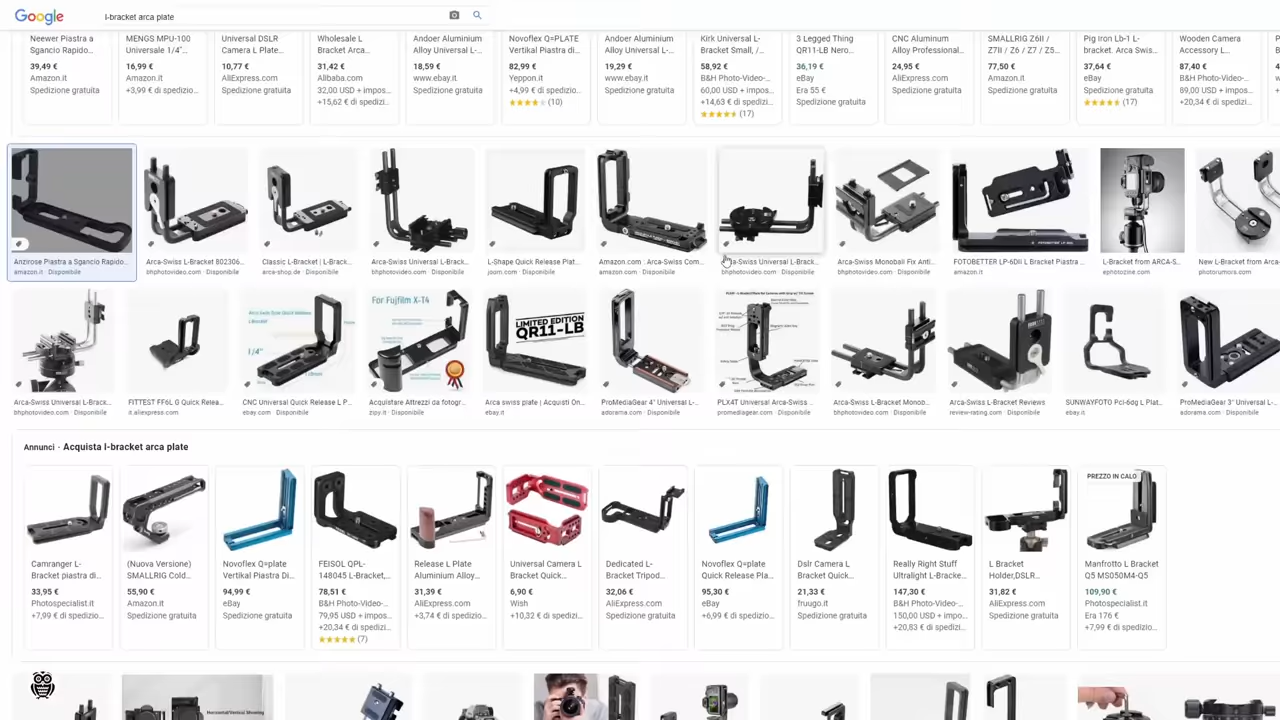 Google
l-bracket arca plate
Neewer Piastra a
Sgancio Rapido...
39,49 €
Amazon.it
Spedizione gratuita
MENGS MPU-100
Universale 1/4"...
16,99 €
Amazon.it
+3,99 € di spedizio...
Universal DSLR
Camera L Plate...
10,77 €
AliExpress.com
Spedizione gratuita
Wholesale L
Bracket Arca...
31,42 €
Alibaba.com
32,00 USD + impos...
+15,62 € di spedizi...
Andoer Aluminium
Alloy Universal L-...
18,59 €
www.ebay.it
Spedizione gratuita
Novoflex Q=PLATE
Vertikal Piastra di...
82,99 €
Yeppon.it
+4,99 € di spedizio...
(10)
Andoer Aluminium
Alloy Universal L-...
19,29 €
www.ebay.it
Spedizione gratuita
Kirk Universal L-
Bracket Small, /...
58,92 €
B&H Photo-Video-...
60,00 USD + impos...
+14,63 € di spedizi...
(17)
3 Legged Thing
QR11-LB Nero...
36,19 €
eBay
Era 55 €
Spedizione gratuita
CNC Aluminum
Alloy Professional...
24,95 €
AliExpress.com
Spedizione gratuita
SMALLRIG Z6II /
Z7II / Z6 / Z7 / Z5...
77,50 €
Amazon.it
Spedizione gratuita
Pig Iron Lb-1 L-
bracket. Arca Swis...
37,64 €
eBay
Spedizione gratuita
(17)
Wooden Camera
Accessory L...
87,40 €
B&H Photo-Video-...
89,00 USD + impos...
+20,34 € di spedizi...
Anzirose Piastra a Sgancio Rapido...
amazon.it · Disponibile
Arca-Swiss L-Bracket 802306...
bhphotovideo.com · Disponibile
Classic L-Bracket | L-Brack...
arca-shop.de · Disponibile
Arca-Swiss Universal L-Brac...
bhphotovideo.com · Disponibile
L-Shape Quick Release Plat...
joom.com · Disponibile
Amazon.com : Arca-Swiss Com...
amazon.com · Disponibile
-Swiss Universal L-Brack...
bhphotovideo.com · Disponibile
Arca-Swiss Monoball Fix Anti...
bhphotovideo.com · Disponibile
FOTOBETTER LP-6DII L Bracket Piastra ...
amazon.it
L-Bracket from ARCA-S...
ephotozine.com
New L-Bracket from Arca-
photorumors.com
For Fujifilm X-T4
LIMITED EDITION
QR11-LB
1/4"
Arca-Swiss Universal L-Brack...
bhphotovideo.com · Disponibile
FITTEST FF6L G Quick Relea...
it.aliexpress.com
CNC Universal Quick Release L P...
ebay.com · Disponibile
Acquistare Attrezzi da fotogr...
zipy.it · Disponibile
Arca swiss plate | Acquisti On...
ebay.it
ProMediaGear 4" Universal L-...
adorama.com · Disponibile
PLX4T Universal Arca-Swiss ...
promediagear.com · Disponibile
Arca-Swiss L-Bracket Monob...
bhphotovideo.com · Disponibile
Arca-Swiss L-Bracket Reviews
review-rating.com · Disponibile
SUNWAYFOTO Pcl-6dg L Plat...
ebay.it
ProMediaGear 3" Universal L-...
adorama.com · Disponibile
Annunci · Acquista l-bracket arca plate
PREZZO IN CALO
Camranger L-
Bracket piastra di...
33,95 €
Photospecialist.it
+7,99 € di spedizio...
(Nuova Versione)
SMALLRIG Cold...
55,90 €
Amazon.it
Spedizione gratuita
Novoflex Q=plate
Vertikal Piastra Di...
94,99 €
eBay
Spedizione gratuita
FEISOL QPL-
148045 L-Bracket,...
78,51 €
B&H Photo-Video-...
79,95 USD + impos...
+20,34 € di spedizi...
(7)
Release L Plate
Aluminium Alloy...
31,39 €
AliExpress.com
+3,74 € di spedizio...
Universal Camera L
Bracket Quick...
6,90 €
Wish
+10,32 € di spedizi...
Dedicated L-
Bracket Tripod...
32,06 €
AliExpress.com
Spedizione gratuita
Novoflex Q=plate
Quick Release Pla...
95,30 €
eBay
+6,99 € di spedizio...
Dslr Camera L
Bracket Quick...
21,33 €
fruugo.it
Spedizione gratuita
Really Right Stuff
Ultralight L-Bracke...
147,30 €
B&H Photo-Video-...
150,00 USD + impo...
+20,83 € di spedizi...
L Bracket
Holder,DSLR...
31,82 €
AliExpress.com
Spedizione gratuita
Manfrotto L Bracket
Q5 MS050M4-Q5
109,90 €
Photospecialist.it
Era 176 €
+7,99 € di spedizio...
Horizontal/Vertical Shooting